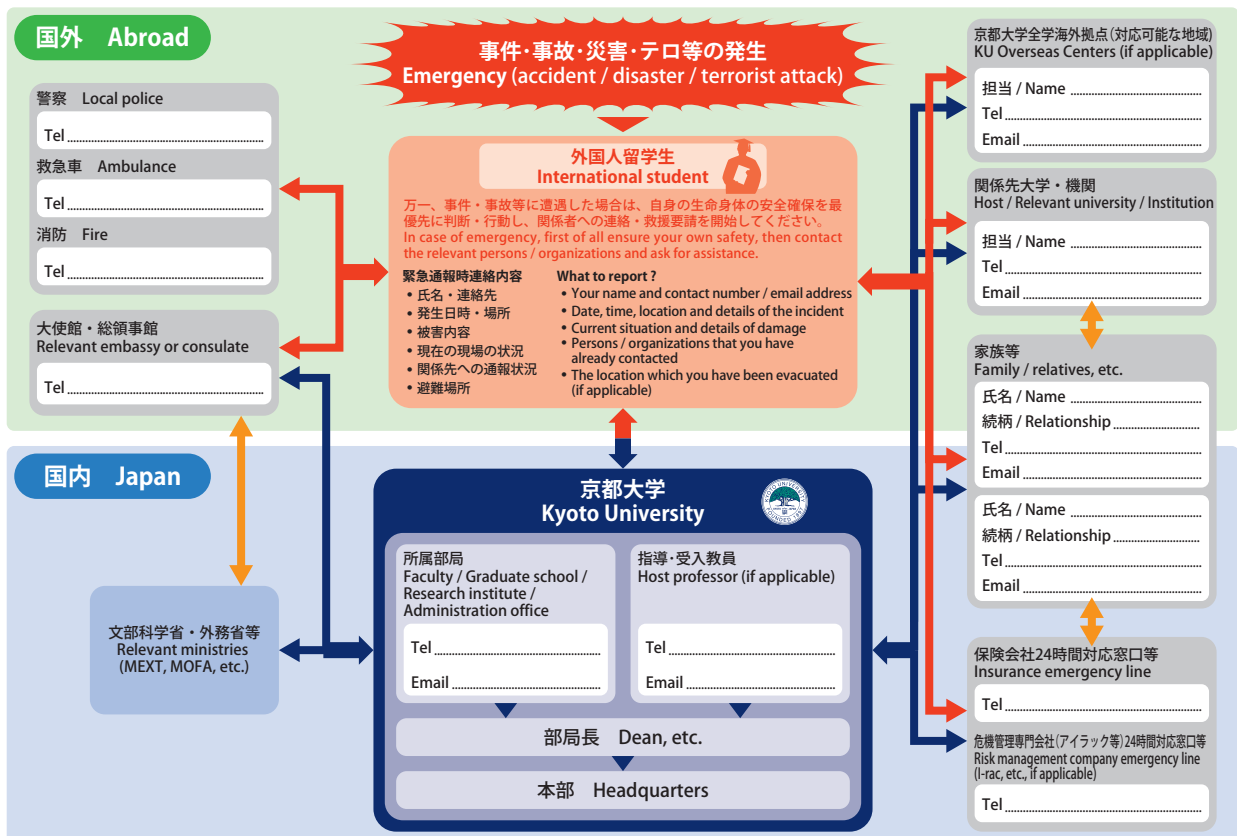 国外 Abroad
事件・事故・災害・テロ等の発生
Emergency (accident / disaster / terrorist attack)
警察 Local police
Tel
救急車 Ambulance
Tel
消防 Fire
Tel
大使館・総領事館
Relevant embassy or consulate
Tel
外国人留学生
International student
万一、事件・事故等に遭遇した場合は、自身の生命身体の安全確保を最
優先に判断・行動し、関係者への連絡・救援要請を開始してください。
In case of emergency, first of all ensure your own safety, then contact
the relevant persons / organizations and ask for assistance.
緊急通報時連絡内容
• 氏名・連絡先
• 発生日時・場所
• 被害内容
• 現在の現場の状況
• 関係先への通報状況
• 避難場所
What to report ?
• Your name and contact number / email address
• Date, time, location and details of the incident
• Current situation and details of damage
• Persons / organizations that you have
already contacted
• The location which you have been evacuated
(if applicable)
京都大学全学海外拠点(対応可能な地域)
KU Overseas Centers (if applicable)
担当 / Name
Tel
Email
関係先大学・機関
Host / Relevant university / Institution
担当 / Name
Tel
Email
家族等
Family / relatives, etc.
氏名 / Name
続柄 / Relationship
Tel
Email
氏名 / Name
続柄 / Relationship
Tel
Email
保険会社24時間対応窓口等
Insurance emergency line
Tel
危機管理専門会社(アイラック等)24時間対応窓口等
Risk management company emergency line
(I-rac, etc., if applicable)
Tel
国内 Japan
文部科学省・外務省等
Relevant ministries
(MEXT, MOFA, etc.)
京都大学
Kyoto University
所属部局
Faculty / Graduate school /
Research institute /
Administration office
Tel
Email
指導・受入教員
Host professor (if applicable)
Tel
Email
部局長 Dean, etc.
本部 Headquarters